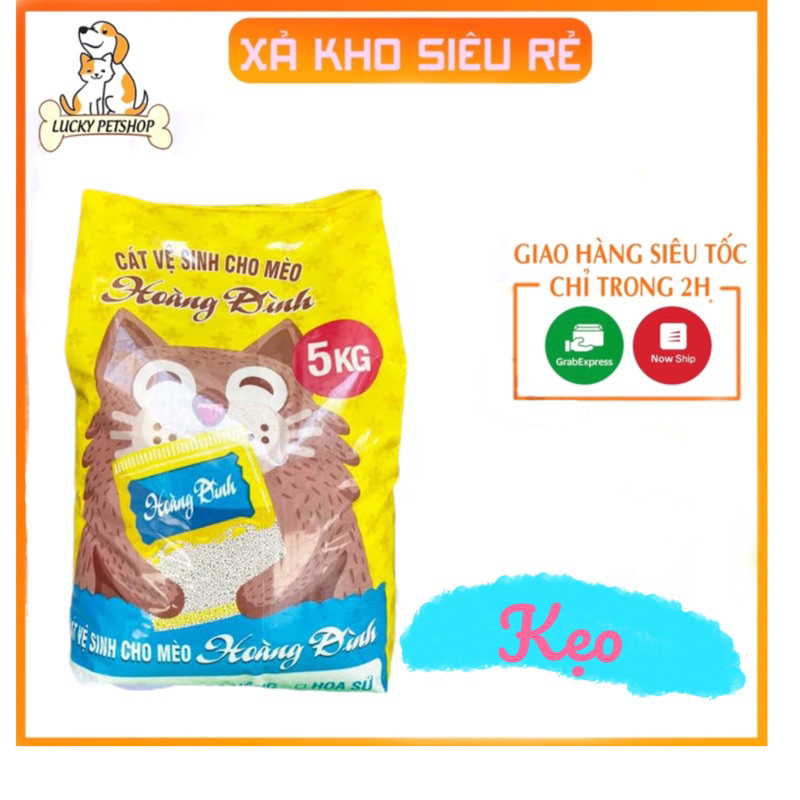 XẢ KHO SIÊU RẺ
LUCKY PETSHOP
CÁT VỆ SINH CHO MÈO
Hoàng Đình
5KG
GIAO HÀNG SIÊU TỐC
CHỈ TRONG 2H
GrabExpress
Now Ship
Hoàng Đình
Kẹo
VỆ SINH CHO MÈO Hoàng Đình
HOA SỨ